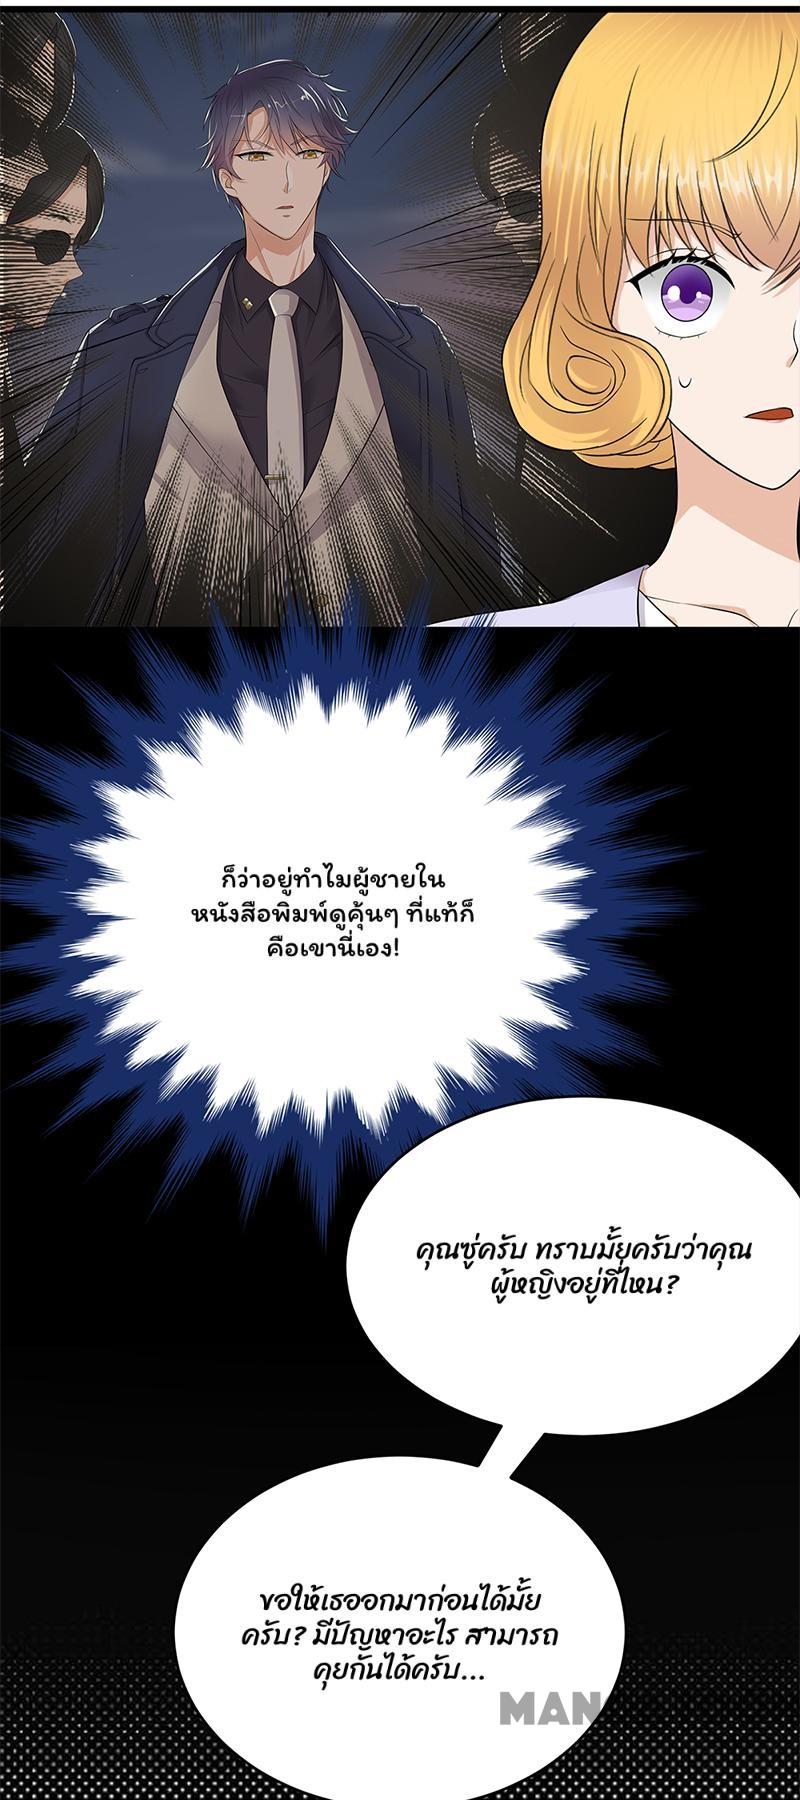 ก็ว่าอยู่ทำไมผู้ชายใน
หนังสือพิมพ์ดูคุ้นๆ ที่แท้ก็
คือเขานี่เอง!
คุณซู่ครับ ทราบมั้ยครับว่าคุณ
ผู้หญิงอยู่ที่ไหน?
ขอให้เธอออกมาก่อนได้มั้ย
ครับ? มีปัญหาอะไร สามารถ
คุยกันได้ครับ...